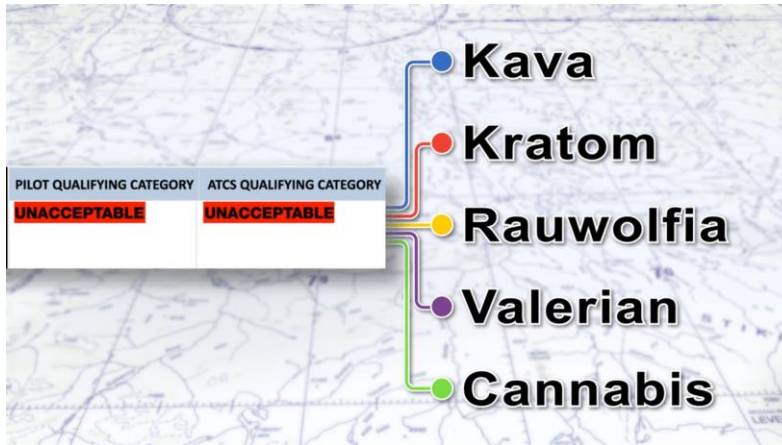 PILOT QUALIFYING CATEGORY ATCS QUALIFYING CATEGORY
UNACCEPTABLE UNACCEPTABLE
Kava
Kratom
Rauwolfia
Valerian
Cannabis